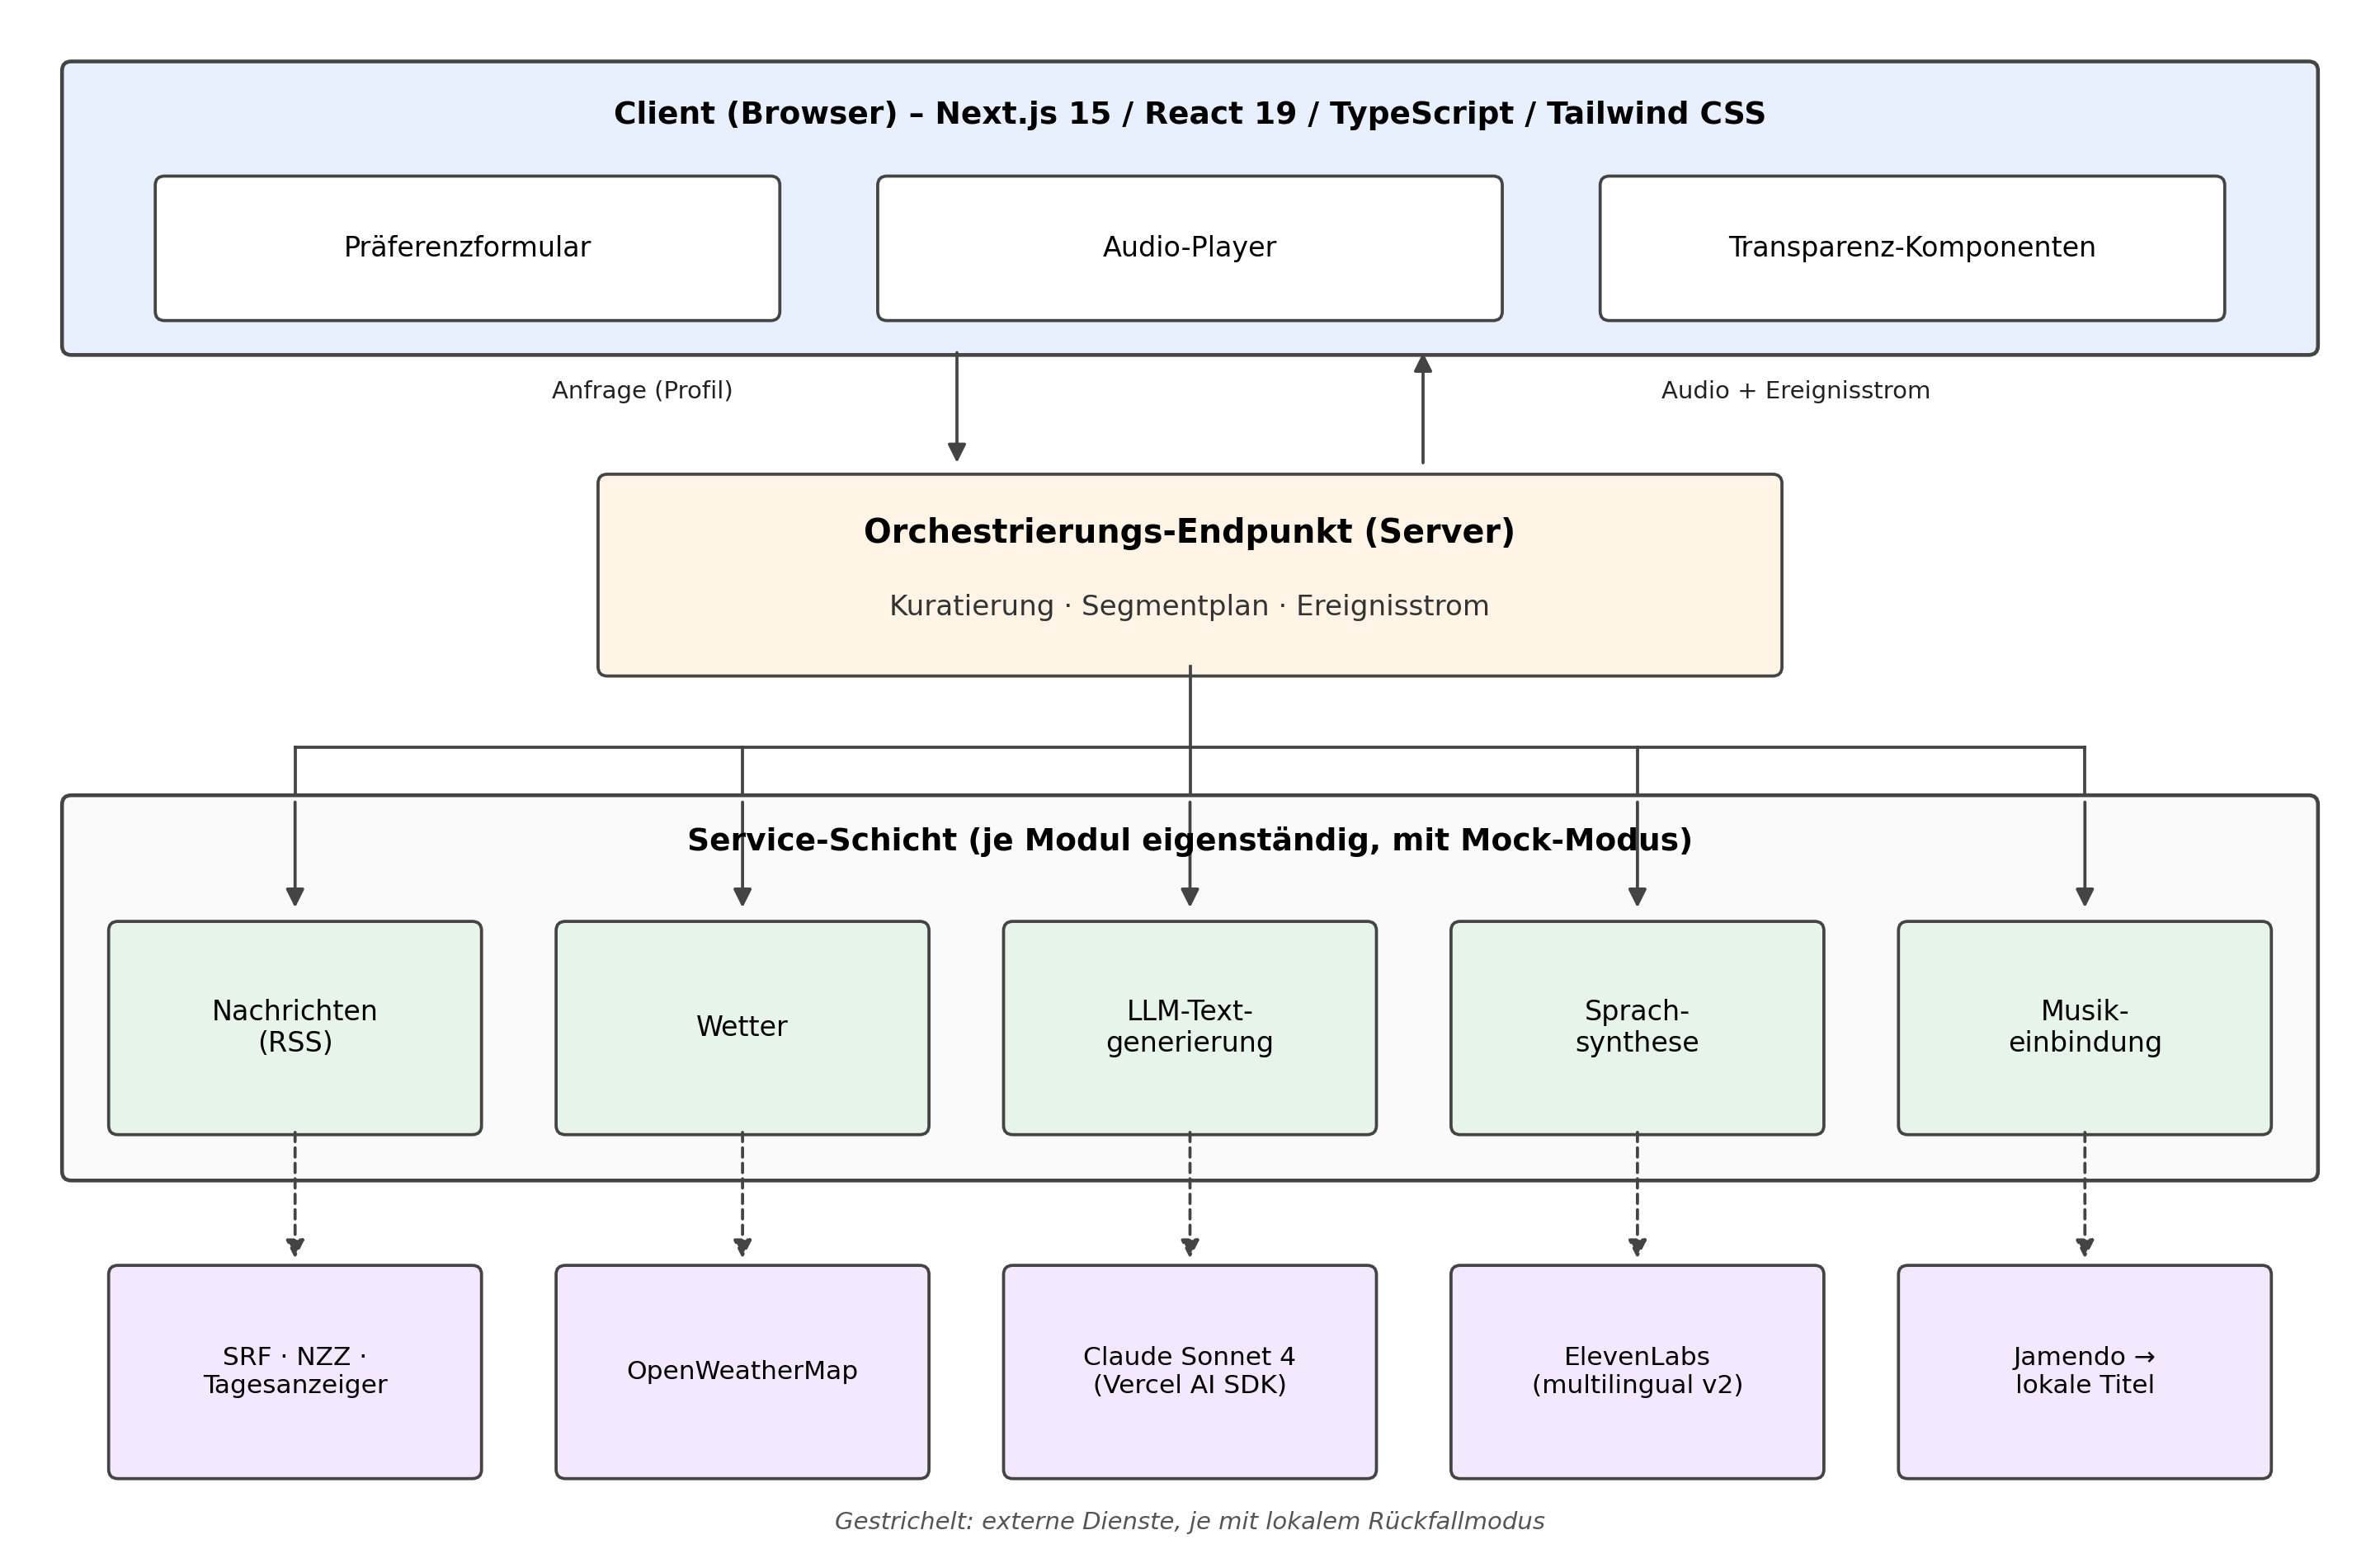 Client (Browser) – Next.js 15 / React 19 / TypeScript / Tailwind CSS
Präferenzformular
Audio-Player
Transparenz-Komponenten
Anfrage (Profil)
Audio + Ereignisstrom
Orchestrierungs-Endpunkt (Server)
Kuratierung · Segmentplan · Ereignisstrom
Service-Schicht (je Modul eigenständig, mit Mock-Modus)
Nachrichten
(RSS)
Wetter
LLM-Text-
generierung
Sprach-
synthese
Musik-
einbindung
SRF · NZZ ·
Tagesanzeiger
OpenWeatherMap
Claude Sonnet 4
(Vercel AI SDK)
ElevenLabs
(multilingual v2)
Jamendo →
lokale Titel
Gestrichelt: externe Dienste, je mit lokalem Rückfallmodus